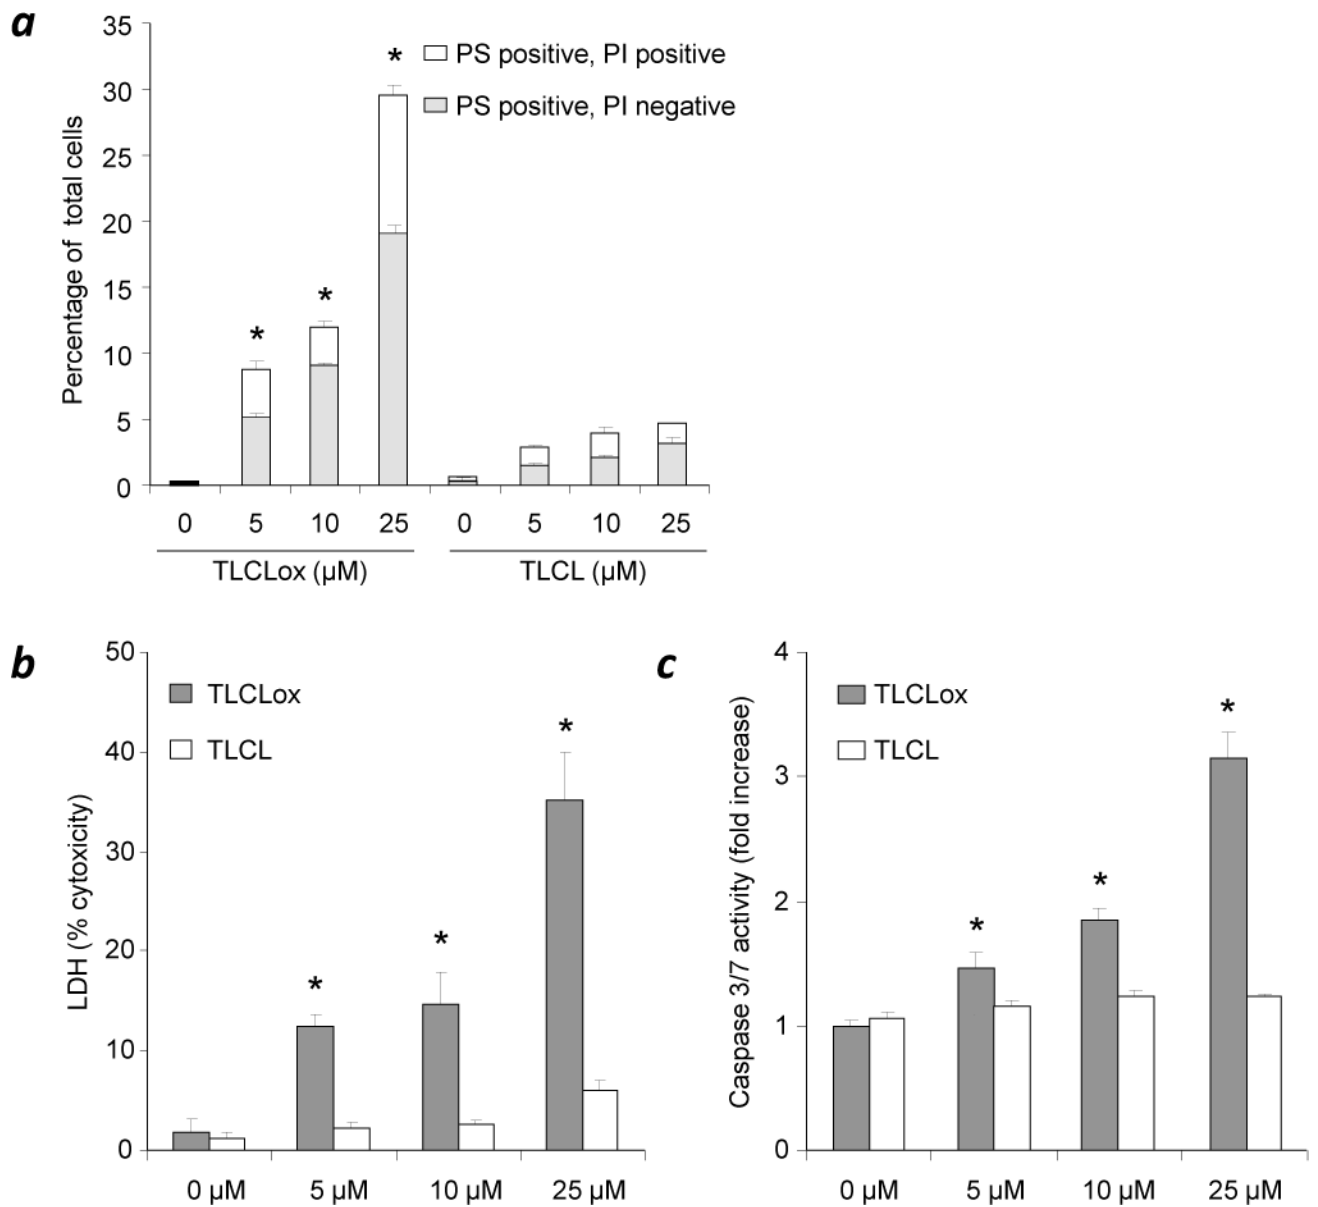 a
35
30
25
20
15
10
5
0
Percentage of total cells
*
*
*
PS positive, PI positive
PS positive, PI negative
0 5 10 25 0 5 10 25
TLCLox (µM) TLCL (µM)
b
50
40
30
20
10
0
LDH (% cytoxicity)
TLCLox
TLCL
*
*
*
0 µM 5 µM 10 µM 25 µM
c
4
3
2
1
0
Caspase 3/7 activity (fold increase)
TLCLox
TLCL
*
*
*
0 µM 5 µM 10 µM 25 µM